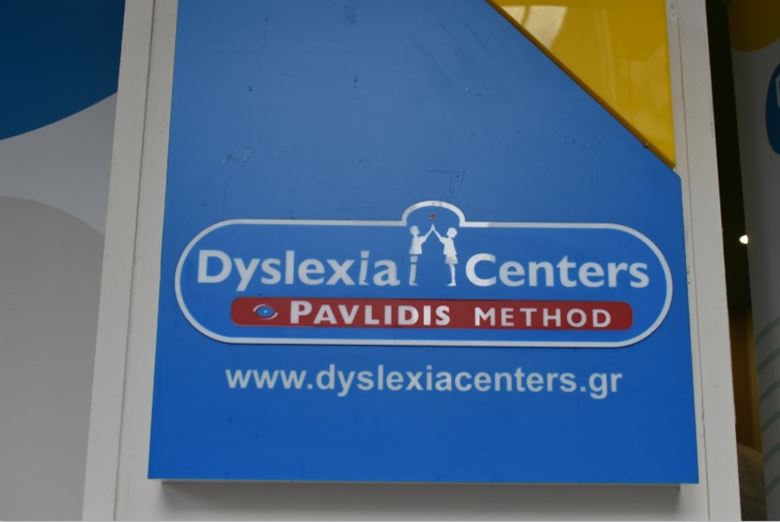 Dyslexia Centers
PAVLIDIS METHOD
www.dyslexiacenters.gr